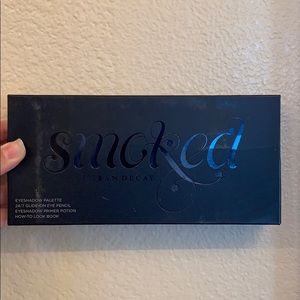 smoked
URBAN DECAY
EYESHADOW PALETTE
24/7 GLIDE-ON EYE PENCIL
EYESHADOW PRIMER POTION
HOW-TO LOOK BOOK